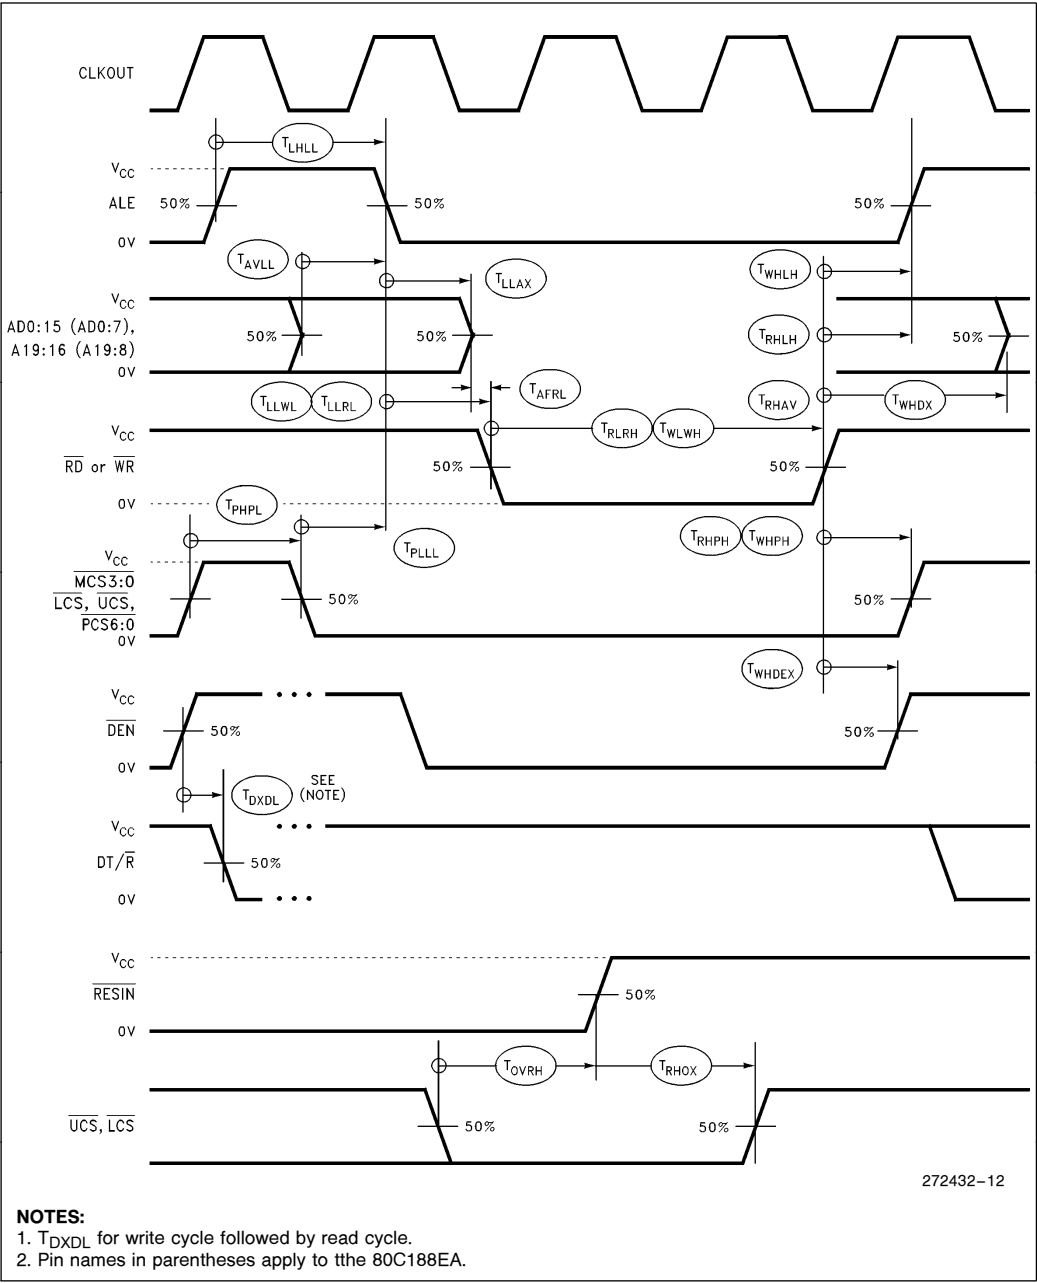 CLKOUT
T_LHLL
V_CC
ALE 50% 50% 50%
0V
T_AVLL T_LLAX T_WHLH
V_CC
AD0:15 (AD0:7),
A19:16 (A19:8)
50% 50% 50%
T_RHLH
0V
T_LLWL T_LLRL T_AFRL T_RHAV T_WHDX
T_RLRH T_WLWH
V_CC
RD or WR 50% 50%
0V
T_PHPL
T_PLLL T_RHPH T_WHPH
V_CC
MCS3:0
LCS, UCS,
PCS6:0
50% 50%
0V
T_WHDEX
V_CC
DEN 50% 50%
0V
T_DXDL SEE
(NOTE)
V_CC
DT/R 50%
0V
V_CC
RESIN 50%
0V
T_OVRH T_RHOX
UCS, LCS 50% 50%
272432–12
NOTES:
1. T_DXDL for write cycle followed by read cycle.
2. Pin names in parentheses apply to tthe 80C188EA.